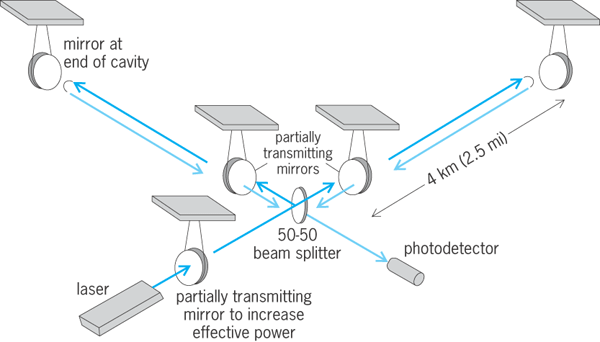 mirror at
end of cavity
partially
transmitting
mirrors
4 km (2.5 mi)
50-50
beam splitter
photodetector
laser
partially transmitting
mirror to increase
effective power